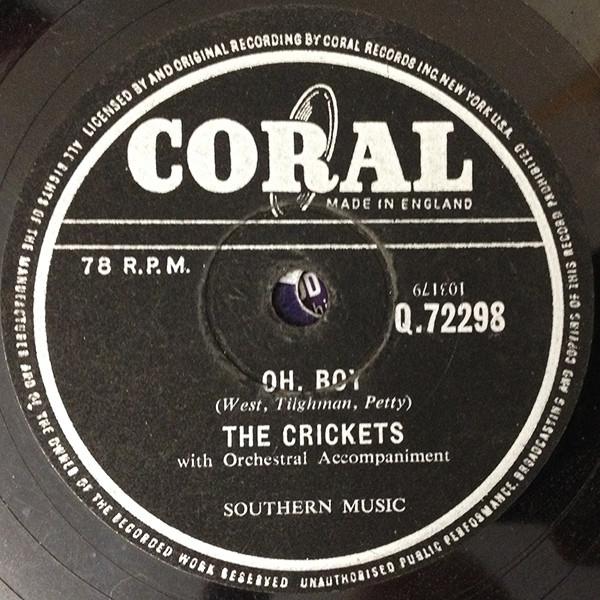 LICENSED BY AND ORIGINAL RECORDING BY CORAL RECORDS INC. NEW YORK U.S.A.
CORAL
MADE IN ENGLAND
78 R.P.M.
103179
Q.72298
OH, BOY
(West, Tilghman, Petty)
THE CRICKETS
with Orchestral Accompaniment
SOUTHERN MUSIC
ALL RIGHTS OF THE MANUFACTURER AND OF THE OWNER OF THE RECORDED WORK RESERVED UNAUTHORISED PUBLIC PERFORMANCE, BROADCASTING AND COPYING OF THIS RECORD PROHIBITED